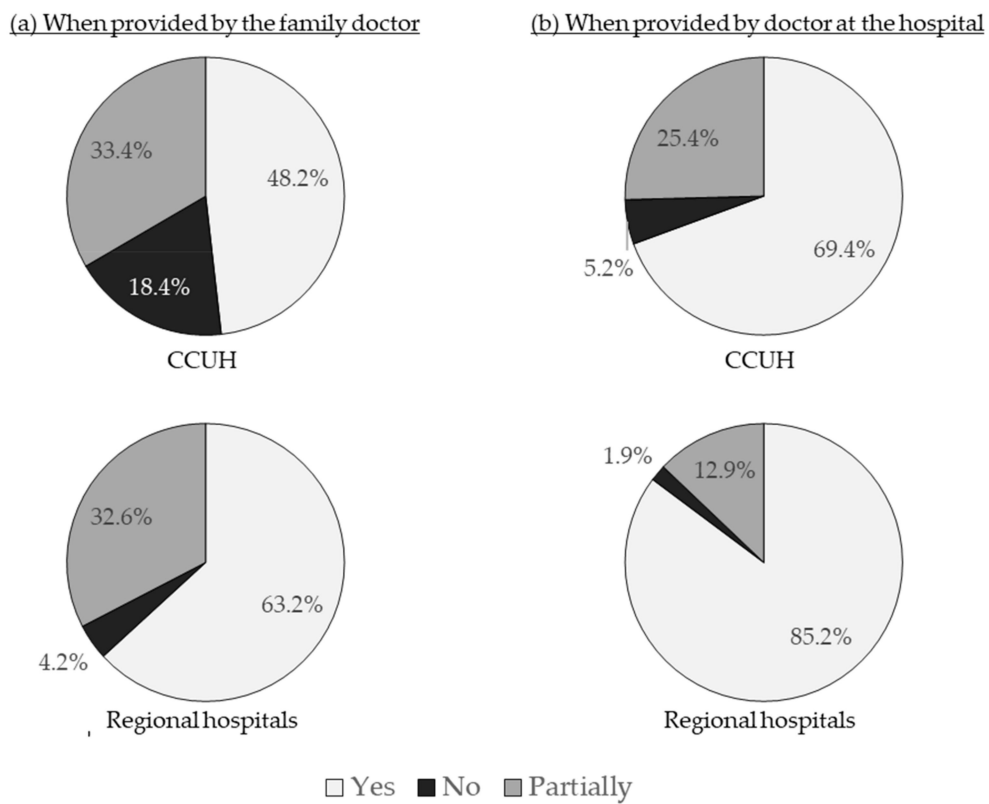 (a) When provided by the family doctor
(b) When provided by doctor at the hospital
33.4%
48.2%
18.4%
CCUH
25.4%
69.4%
5.2%
CCUH
32.6%
63.2%
4.2%
Regional hospitals
1.9%
12.9%
85.2%
Regional hospitals
Yes No Partially